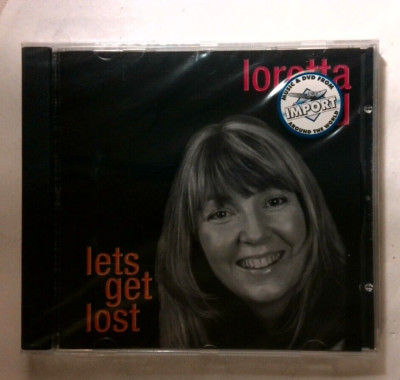 loretta
MUSIC & DVD FROM
IMPORT
AROUND THE WORLD
lets
get
lost